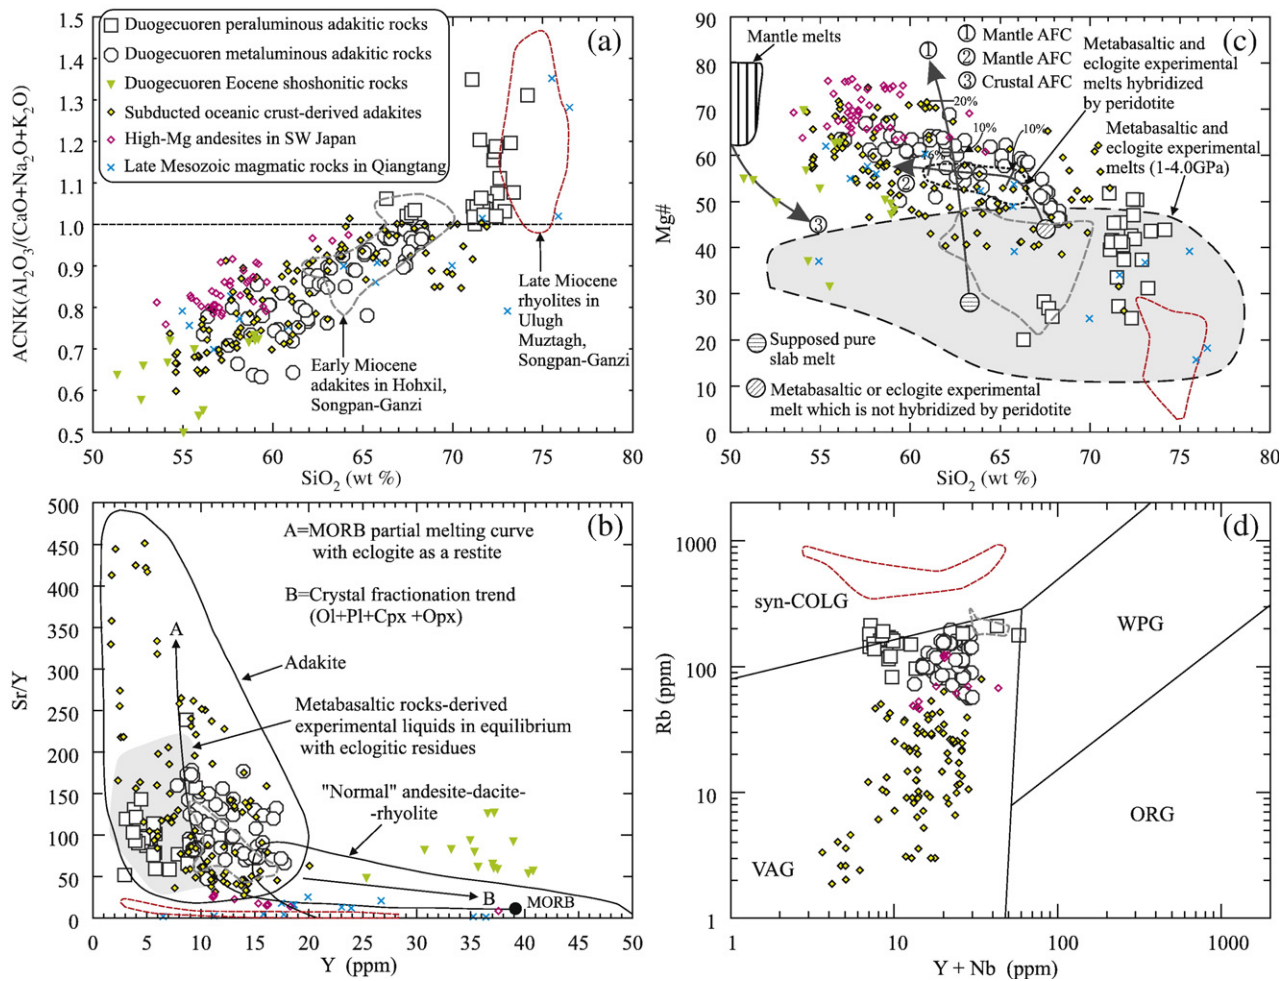 (a)
Duogecuoren peraluminous adakitic rocks
Duogecuoren metaluminous adakitic rocks
Duogecuoren Eocene shoshonitic rocks
Subducted oceanic crust-derived adakites
High-Mg andesites in SW Japan
Late Mesozoic magmatic rocks in Qiangtang
1.5
1.4
1.3
1.2
1.1
1.0
0.9
0.8
0.7
0.6
0.5
ACNK(Al₂O₃/(CaO+Na₂O+K₂O)
Early Miocene
adakites in Hohxil,
Songpan-Ganzi
Late Miocene
rhyolites in
Ulugh
Muztagh,
Songpan-Ganzi
50 55 60 65 70 75 80
SiO₂ (wt %)
(c)
Mantle melts
① Mantle AFC
② Mantle AFC
③ Crustal AFC
Metabasaltic and
eclogite experimental
melts hybridized
by peridotite
Metabasaltic and
eclogite experimental
melts (1-4.0GPa)
1
2
3
20%
10%
10%
Supposed pure
slab melt
Metabasaltic or eclogite experimental
melt which is not hybridized by peridotite
90
80
70
60
50
40
30
20
10
0
Mg#
50 55 60 65 70 75 80
SiO₂ (wt %)
(b)
A=MORB partial melting curve
with eclogite as a restite
B=Crystal fractionation trend
(Ol+Pl+Cpx +Opx)
A
Adakite
Metabasaltic rocks-derived
experimental liquids in equilibrium
with eclogitic residues
"Normal" andesite-dacite-
-rhyolite
B
MORB
500
450
400
350
300
250
200
150
100
50
0
Sr/Y
0 5 10 15 20 25 30 35 40 45 50
Y (ppm)
(d)
syn-COLG
WPG
VAG
ORG
1000
100
10
1
Rb (ppm)
1 10 100 1000
Y + Nb (ppm)